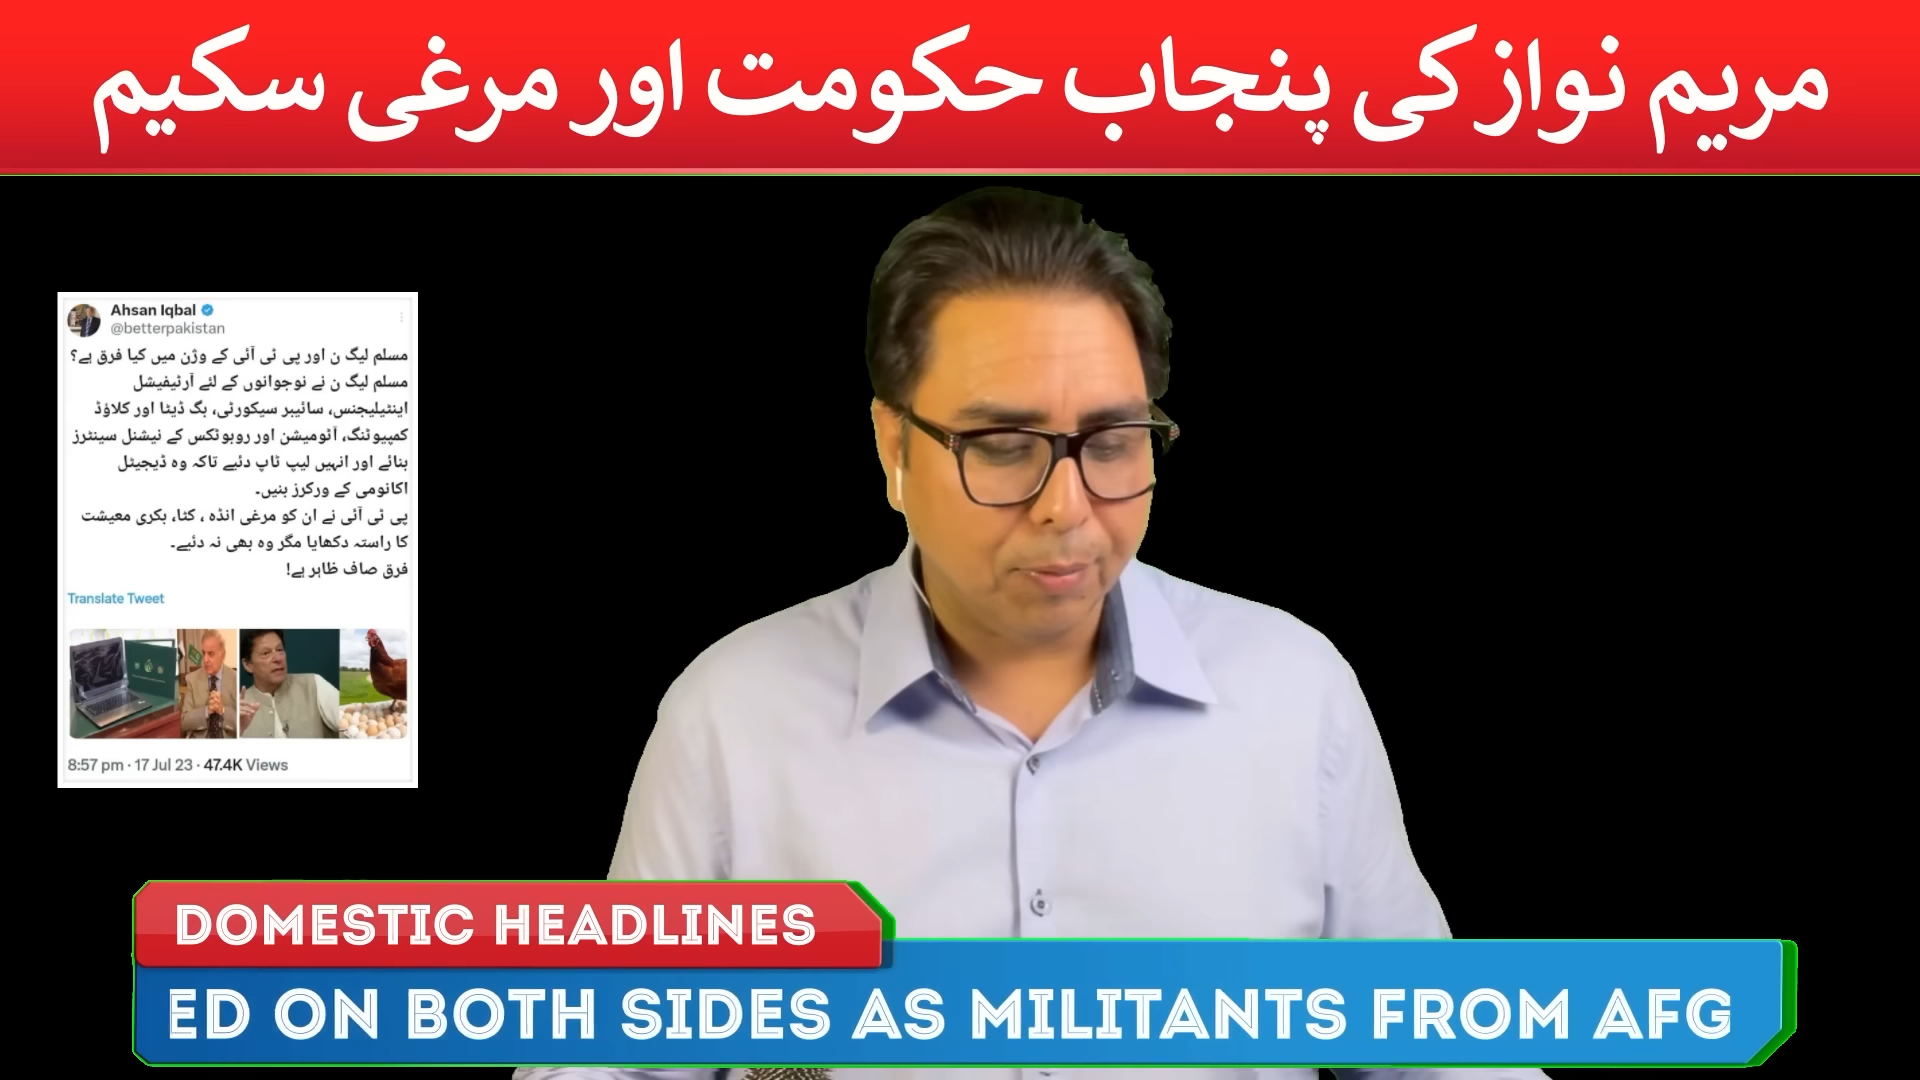 مریم نواز کی پنجاب حکومت اور مرغی سکیم
Ahsan Iqbal
@betterpakistan
مسلم لیگ ن اور پی ٹی آئی کے وژن میں کیا فرق ہے؟
مسلم لیگ ن نے نوجوانوں کے لئے آرٹیفیشل
اینٹیلیجنس، سائبر سیکورٹی، بگ ڈیٹا اور کلاؤڈ
کمپیوٹنگ، آٹومیشن اور روبوٹکس کے نیشنل سینٹرز
بنائے اور انہیں لیپ ٹاپ دئیے تاکہ وہ ڈیجیٹل
اکانومی کے ورکرز بنیں۔
پی ٹی آئی نے ان کو مرغی انڈہ ، کٹا، بکری معیشت
کا راستہ دکھایا مگر وہ بھی نہ دئیے۔
فرق صاف ظاہر ہے!
Translate Tweet
8:57 pm · 17 Jul 23 · 47.4K Views
DOMESTIC HEADLINES
ED ON BOTH SIDES AS MILITANTS FROM AFG